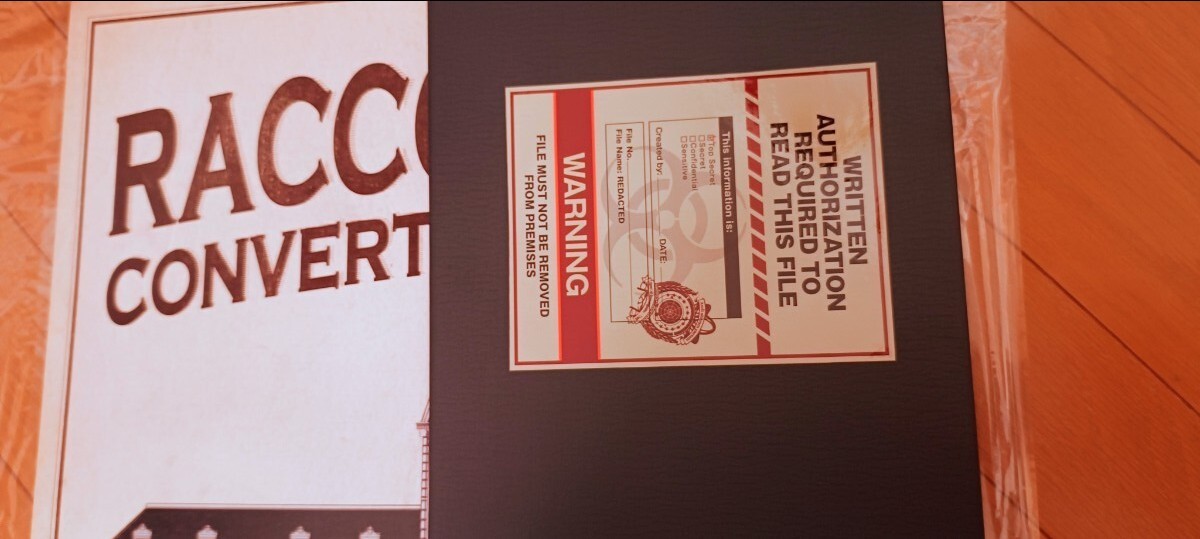 RACCO
CONVERT
WRITTEN
AUTHORIZATION
REQUIRED TO
READ THIS FILE
This information is:
Top Secret
Secret
Confidential
Sensitive
Created by:
DATE:
File No.
File Name: REDACTED
WARNING
FILE MUST NOT BE REMOVED
FROM PREMISES